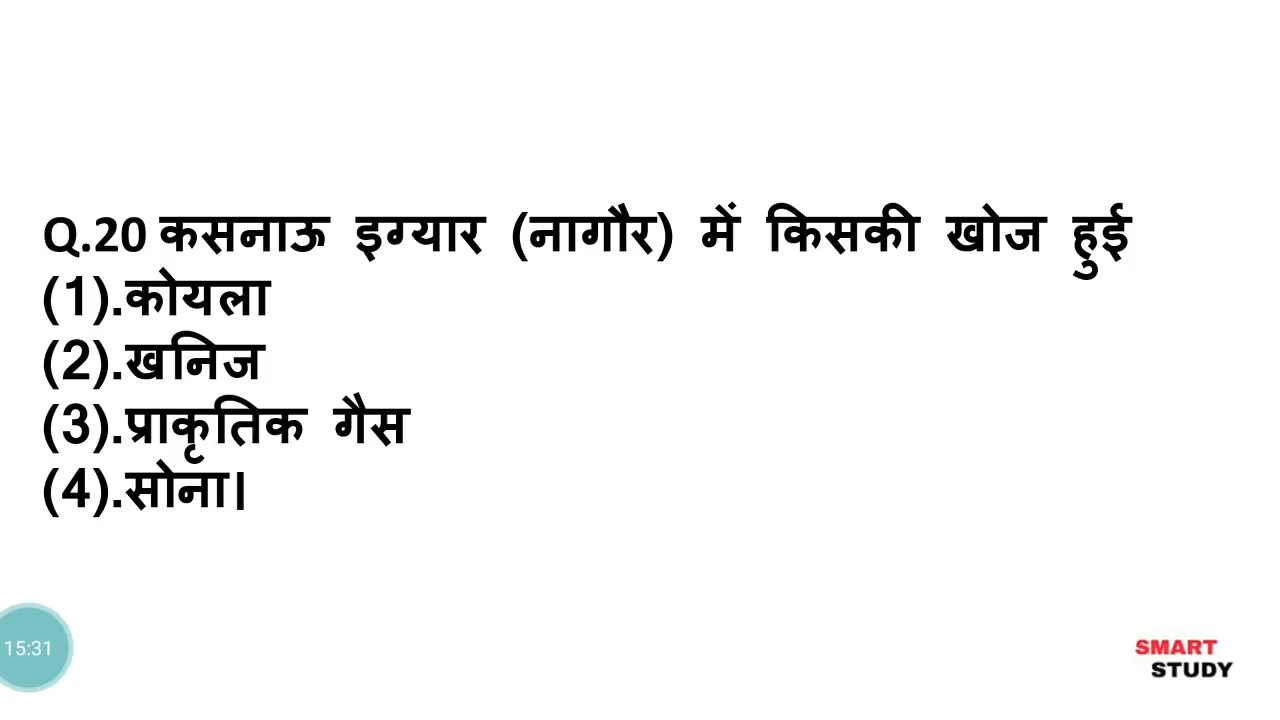 Q.20 कसनाऊ इग्यार (नागौर) में किसकी खोज हुई
(1).कोयला
(2).खनिज
(3).प्राकृतिक गैस
(4).सोना।
15:31
SMART
STUDY